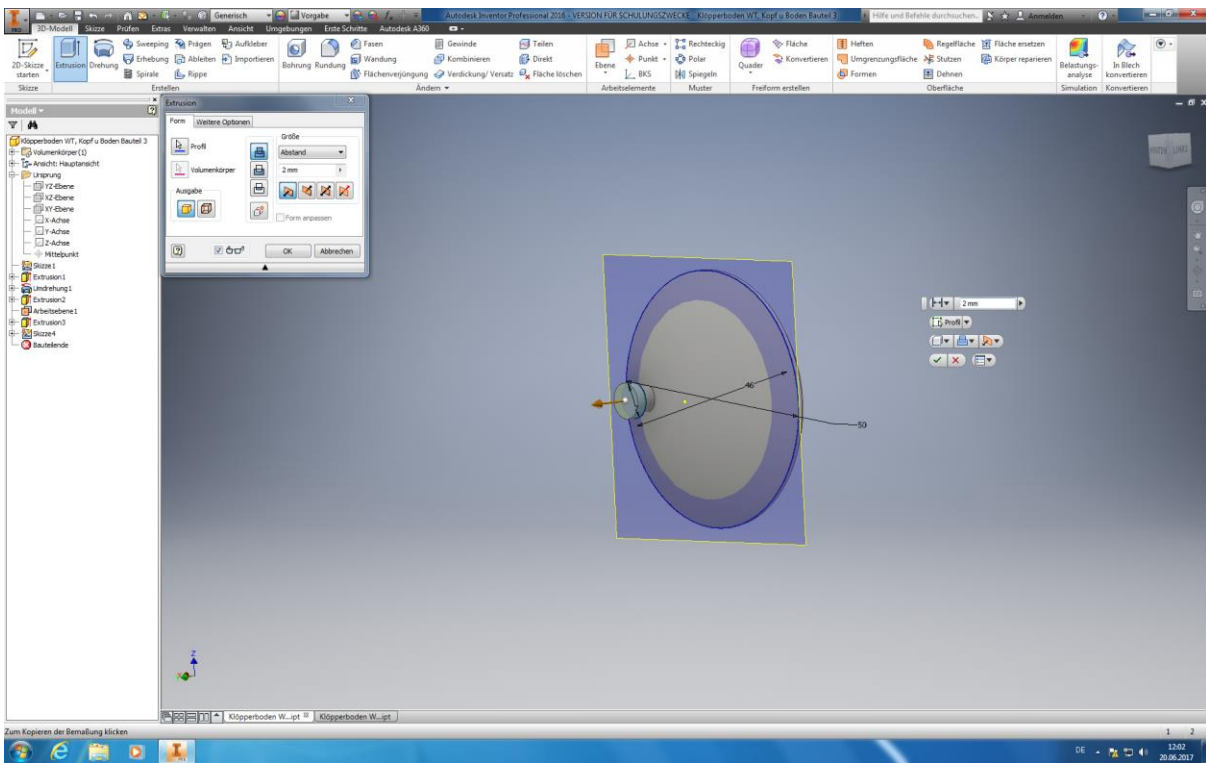 PRO Generisch Vorgabe Autodesk Inventor Professional 2016 - VERSION FÜR SCHULUNGSZWECKE Klöpperboden WT, Kopf u Boden Bauteil 3 Hilfe und Befehle durchsuchen... Anmelden
3D-Modell Skizze Prüfen Extras Verwalten Ansicht Umgebungen Erste Schritte Autodesk A360
Sweeping Prägen Aufkleber Fasen Gewinde Teilen Achse Rechteckig Fläche Heften Regelfläche Fläche ersetzen
2D-Skizze starten Extrusion Drehung Erhebung Ableiten Importieren Bohrung Rundung Wandung Kombinieren Direkt Ebene Punkt Polar Quader Konvertieren Umgrenzungsfläche Stutzen Körper reparieren Belastungs-analyse In Blech konvertieren
Spirale Rippe Flächenverjüngung Verdickung/ Versatz Fläche löschen BKS Spiegeln Formen Dehnen
Skizze Erstellen Ändern Arbeitselemente Muster Freiform erstellen Oberfläche Simulation Konvertieren
Modell
Klöpperboden WT, Kopf u Boden Bauteil 3
Volumenkörper(1)
Ansicht: Hauptansicht
Ursprung
YZ-Ebene
XZ-Ebene
XY-Ebene
X-Achse
Y-Achse
Z-Achse
Mittelpunkt
Skizze1
Extrusion1
Umdrehung1
Extrusion2
Arbeitsebene1
Extrusion3
Skizze4
Bauteilende
Extrusion
Form Weitere Optionen
Profil
Volumenkörper
Ausgabe
Größe
Abstand
2 mm
Form anpassen
OK Abbrechen
LINKS
2 mm
Profil
46
50
Z
Klöpperboden W...ipt Klöpperboden W...ipt
Zum Kopieren der Bemaßung klicken 1 2
DE 12:02
20.06.2017